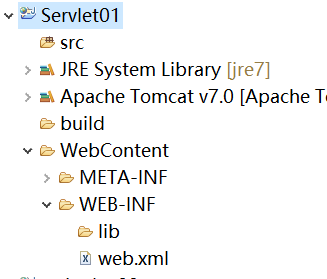 Servlet01
src
JRE System Library [jre7]
Apache Tomcat v7.0 [Apache To
build
WebContent
META-INF
WEB-INF
lib
web.xml